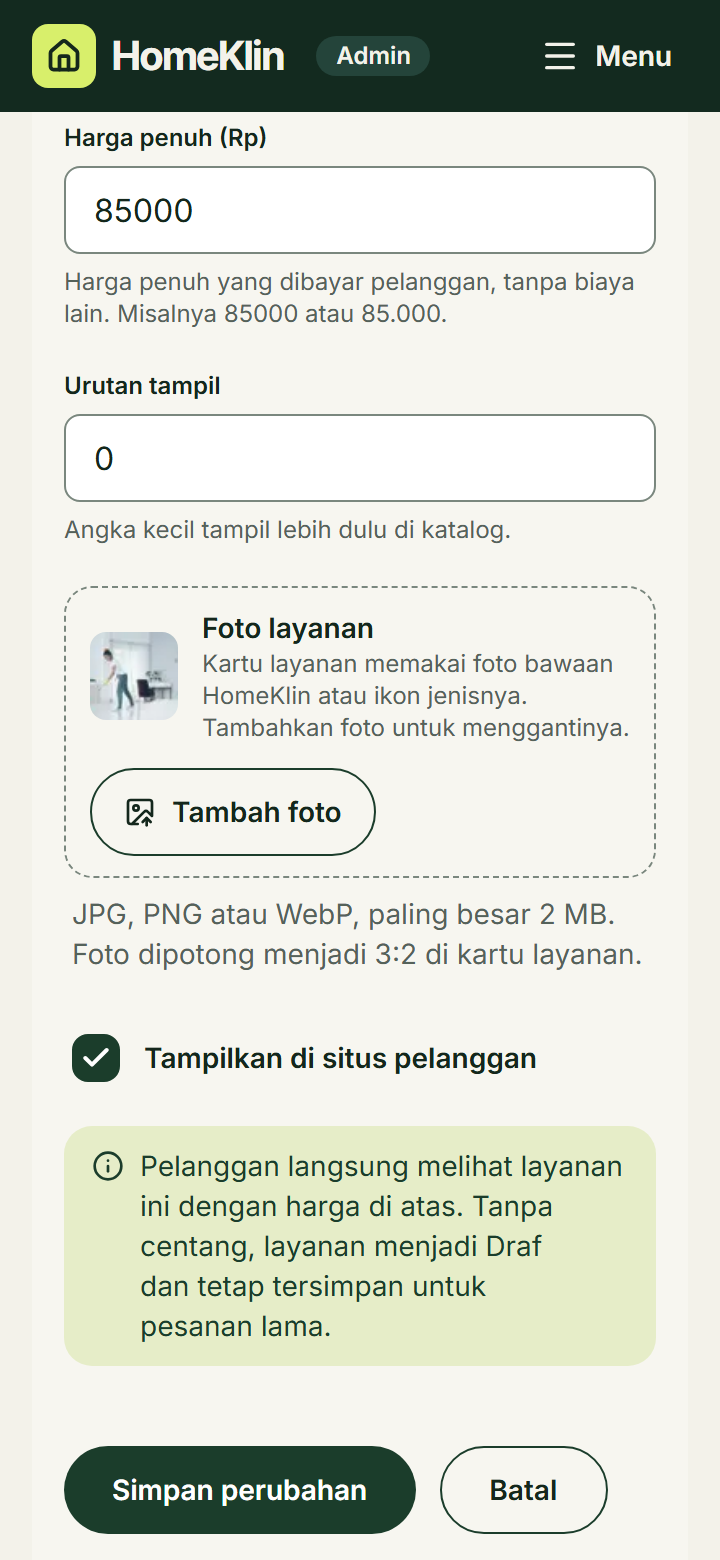 HomeKlin
Admin
Menu
Harga penuh (Rp)
85000
Harga penuh yang dibayar pelanggan, tanpa biaya
lain. Misalnya 85000 atau 85.000.
Urutan tampil
0
Angka kecil tampil lebih dulu di katalog.
Foto layanan
Kartu layanan memakai foto bawaan
HomeKlin atau ikon jenisnya.
Tambahkan foto untuk menggantinya.
Tambah foto
JPG, PNG atau WebP, paling besar 2 MB.
Foto dipotong menjadi 3:2 di kartu layanan.
Tampilkan di situs pelanggan
Pelanggan langsung melihat layanan
ini dengan harga di atas. Tanpa
centang, layanan menjadi Draf
dan tetap tersimpan untuk
pesanan lama.
Simpan perubahan
Batal